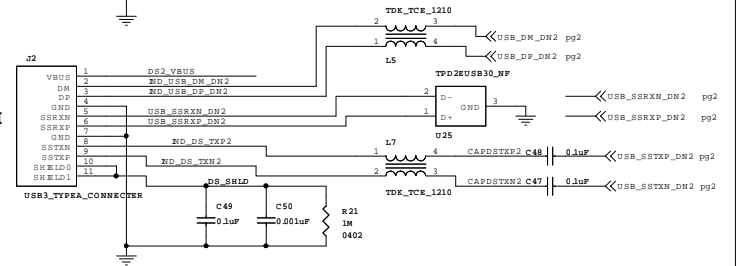 TDK_TCE_1210
2 3
USB_DM_DN2 pg2
1 4
USB_DP_DN2 pg2
L5
J2
VBUS 1 DS2_VBUS
DM 2 IND_USB_DM_DN2
DP 3 IND_USB_DP_DN2
GND 4
SSRXN 5 USB_SSRXN_DN2
SSRXP 6 USB_SSRXP_DN2
GND 7
SSTXN 8 IND_DS_TXP2
SSTXP 9 IND_DS_TXN2
SHIELD0 10
SHIELD1 11
USB3_TYPEA_CONNECTER
TPD2EUSB30_NF
2 D-
GND 3
1 D+
U25
USB_SSRXN_DN2 pg2
USB_SSRXP_DN2 pg2
L7
1 4 CAPDSTXP2 C48 0.1uF USB_SSTXP_DN2 pg2
2 3 CAPDSTXN2 C47 0.1uF USB_SSTXN_DN2 pg2
TDK_TCE_1210
DS_SHLD
C49
0.1uF
C50
0.001uF
R21
1M
0402